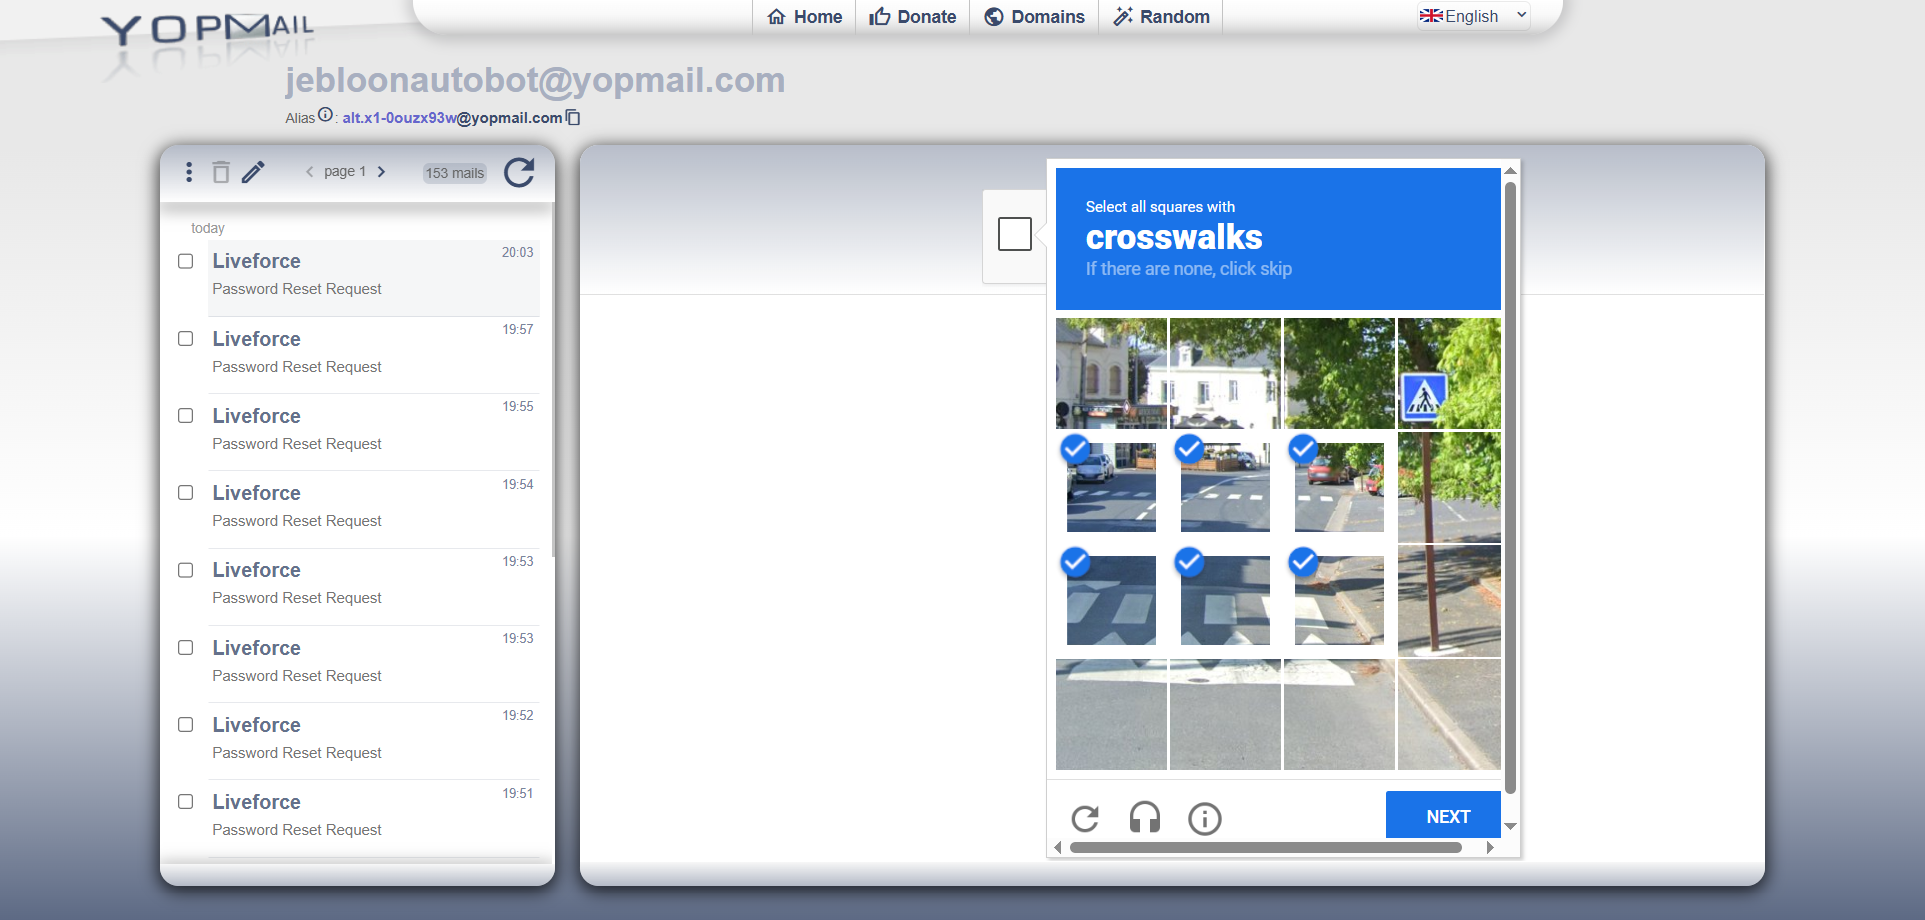 YOPMAIL
Home
Donate
Domains
Random
English
jebloonautobot@yopmail.com
Alias : alt.x1-0ouzx93w@yopmail.com
page 1
153 mails
today
Liveforce 20:03
Password Reset Request
Liveforce 19:57
Password Reset Request
Liveforce 19:55
Password Reset Request
Liveforce 19:54
Password Reset Request
Liveforce 19:53
Password Reset Request
Liveforce 19:53
Password Reset Request
Liveforce 19:52
Password Reset Request
Liveforce 19:51
Password Reset Request
Select all squares with
crosswalks
If there are none, click skip
NEXT